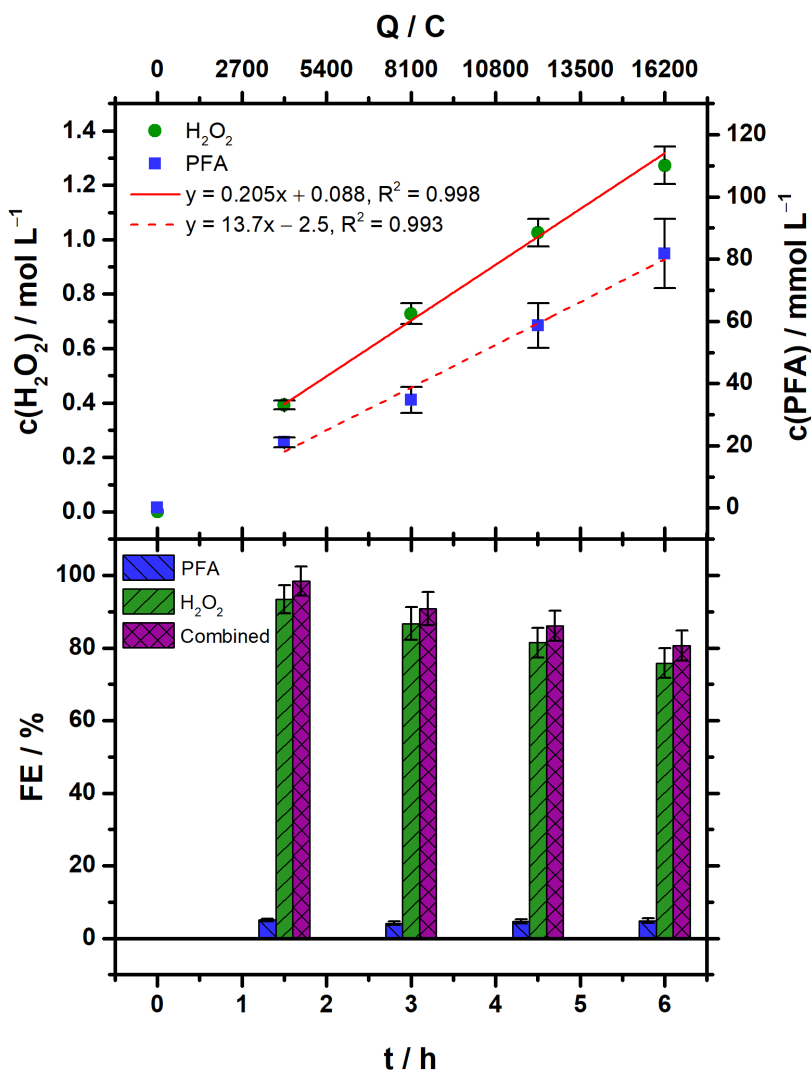 Q / C
0 2700 5400 8100 10800 13500 16200
H₂O₂
PFA
y = 0.205x + 0.088, R² = 0.998
y = 13.7x − 2.5, R² = 0.993
1.4
1.2
1.0
0.8
0.6
0.4
0.2
0.0
c(H₂O₂) / mol L⁻¹
120
100
80
60
40
20
0
c(PFA) / mmol L⁻¹
PFA
H₂O₂
Combined
100
80
60
40
20
0
FE / %
0 1 2 3 4 5 6
t / h